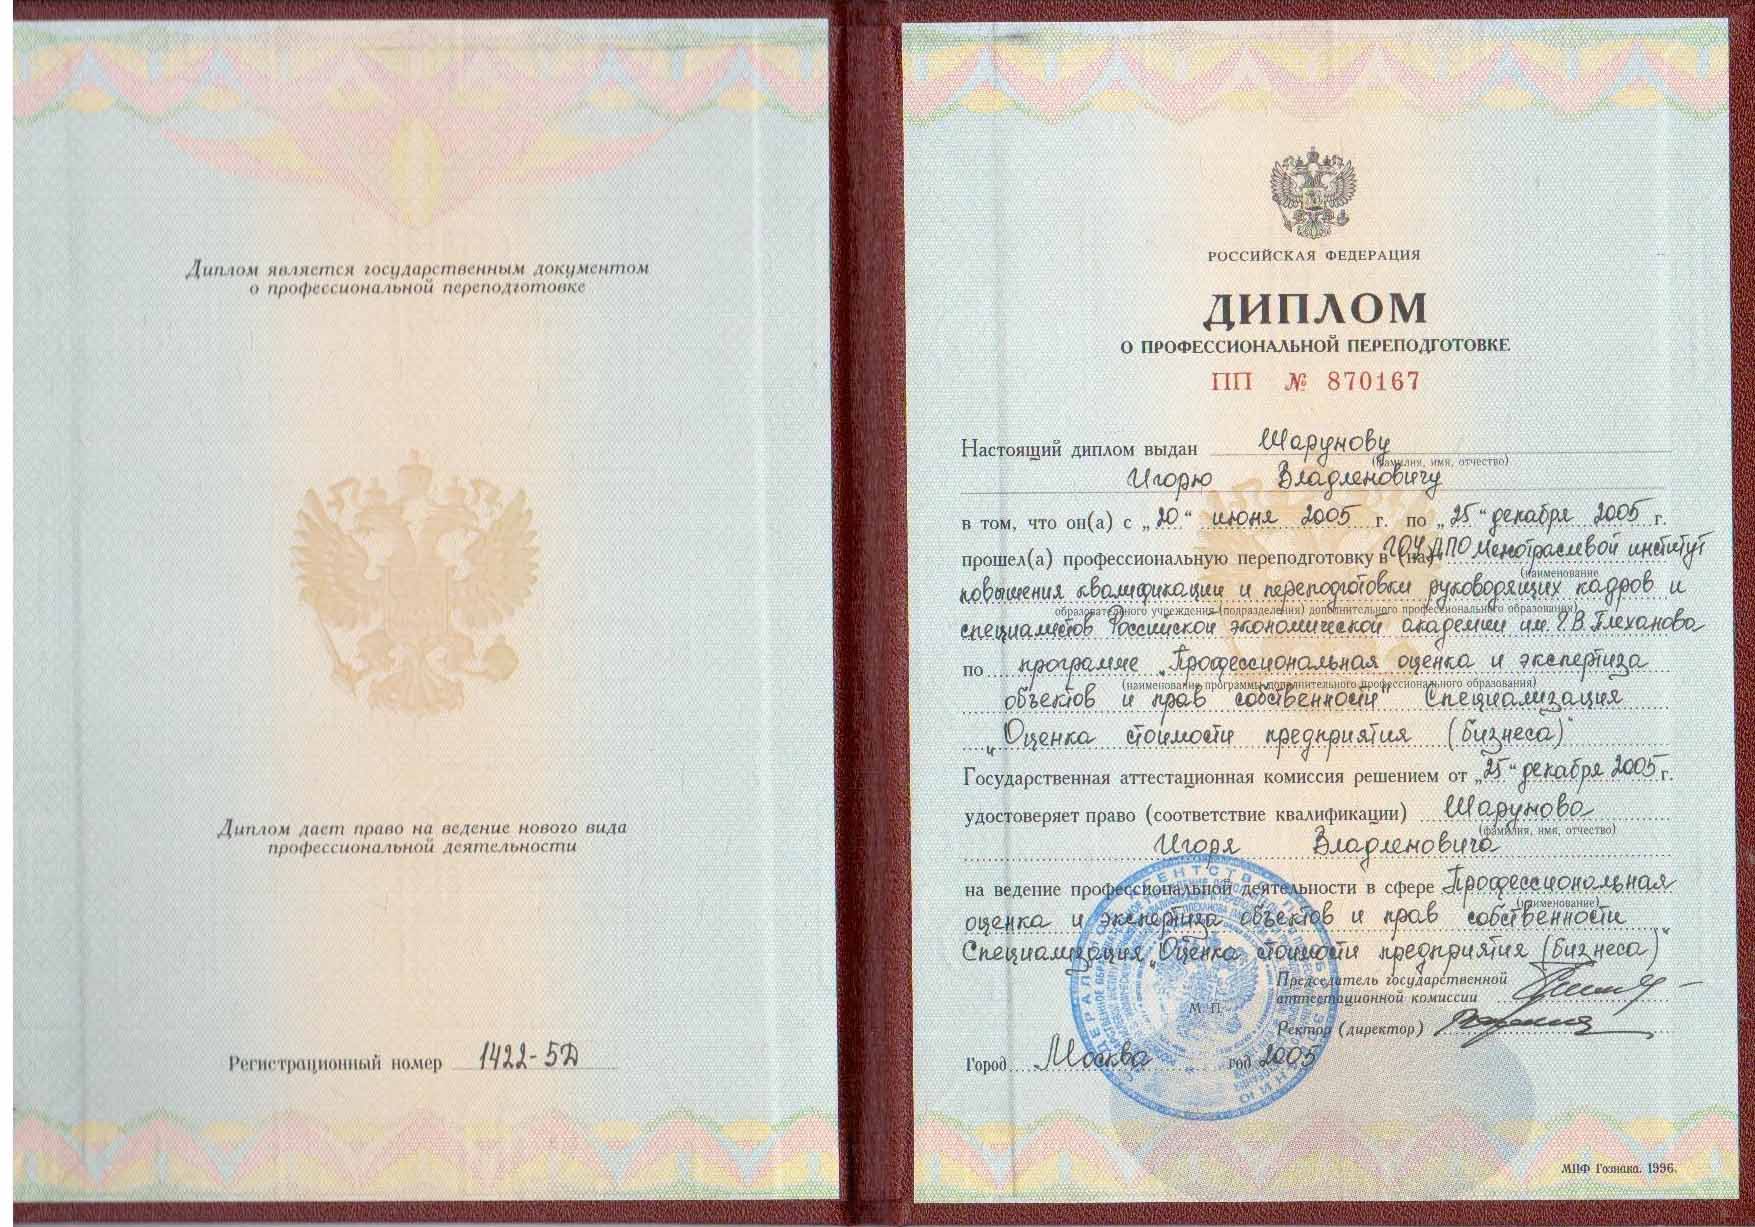 Диплом является государственным документом
о профессиональной переподготовке
Диплом дает право на ведение нового вида
профессиональной деятельности
Регистрационный номер 1422-5Д
РОССИЙСКАЯ ФЕДЕРАЦИЯ
ДИПЛОМ
О ПРОФЕССИОНАЛЬНОЙ ПЕРЕПОДГОТОВКЕ
ПП № 870167
Настоящий диплом выдан Шарунову
(фамилия, имя, отчество)
Игорю Владленовичу
в том, что он(а) с „20“ июня 2005 г. по „25“ декабря 2005 г.
прошел(а) профессиональную переподготовку в (на) ГОУ ДПО Межотраслевой институт
(наименование
повышения квалификации и переподготовки руководящих кадров и
образовательного учреждения (подразделения) дополнительного профессионального образования)
специалистов Российской экономической академии им. Г.В. Плеханова
по программе „Профессиональная оценка и экспертиза
(наименование программы дополнительного профессионального образования)
объектов и прав собственности“ Специализация
„Оценка стоимости предприятия (бизнеса)“
Государственная аттестационная комиссия решением от „25“ декабря 2005 г.
удостоверяет право (соответствие квалификации) Шарунова
(фамилия, имя, отчество)
Игоря Владленовича
на ведение профессиональной деятельности в сфере Профессиональная
(наименование)
оценка и экспертиза объектов и прав собственности
Специализация „Оценка стоимости предприятия (бизнеса)“
Председатель государственной
аттестационной комиссии
М П
Ректор (директор)
Город Москва год 2005
МПФ Гознака. 1996.